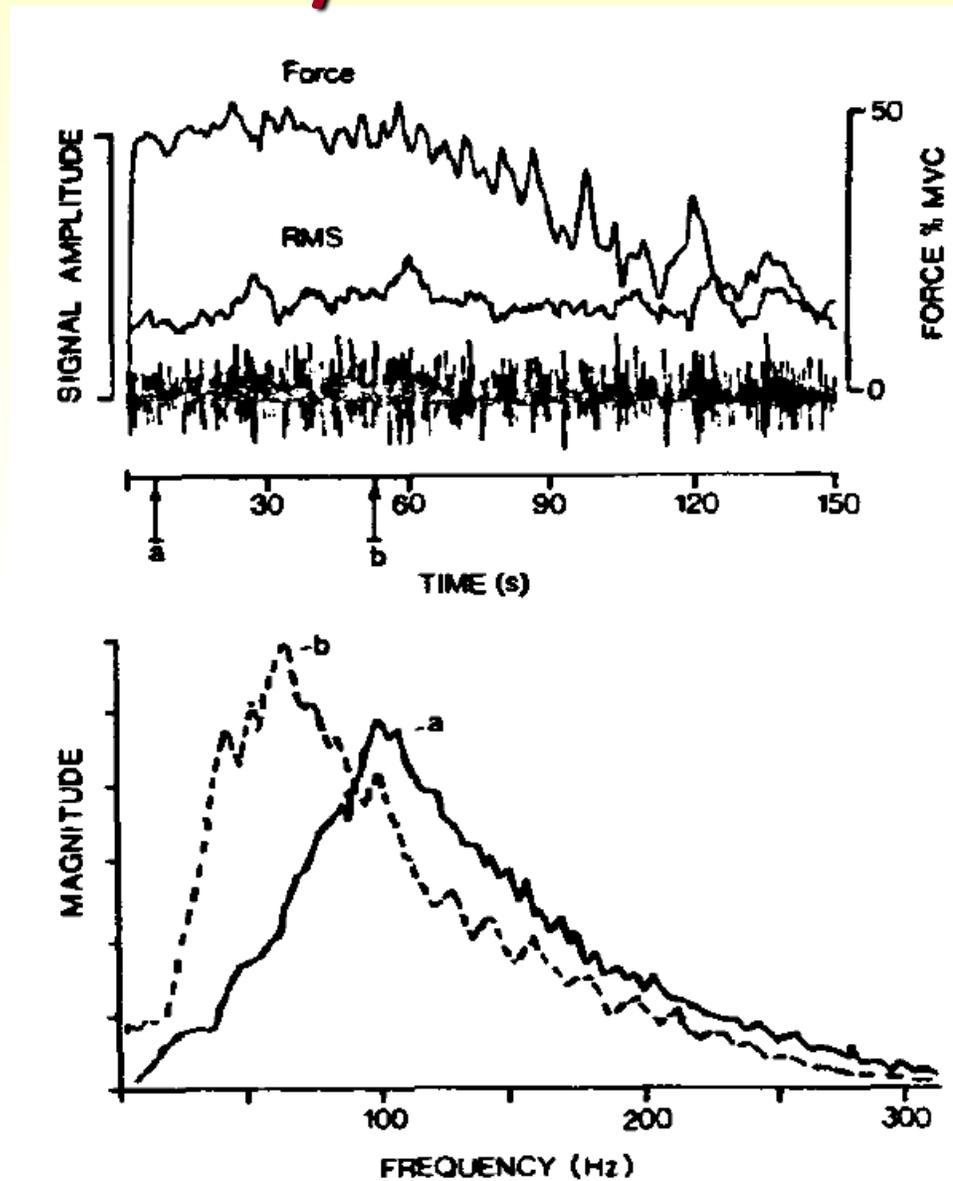 Force
50
SIGNAL AMPLITUDE
FORCE % MVC
RMS
0
30 60 90 120 150
a b
TIME (s)
b
a
MAGNITUDE
100 200 300
FREQUENCY (Hz)